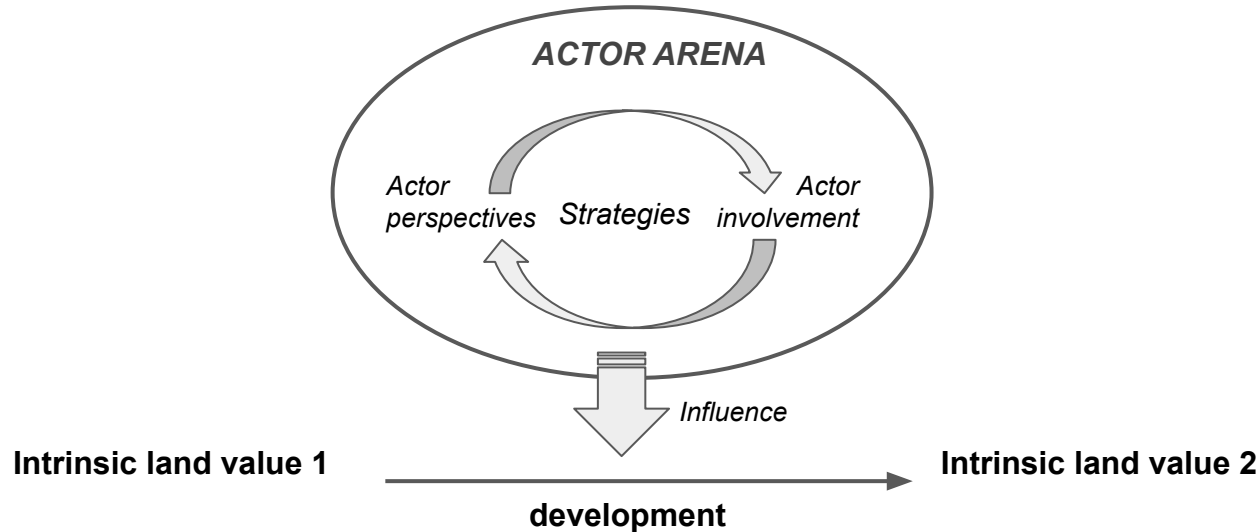 ACTOR ARENA
Actor
perspectives
Strategies
Actor
involvement
Influence
Intrinsic land value 1
Intrinsic land value 2
development